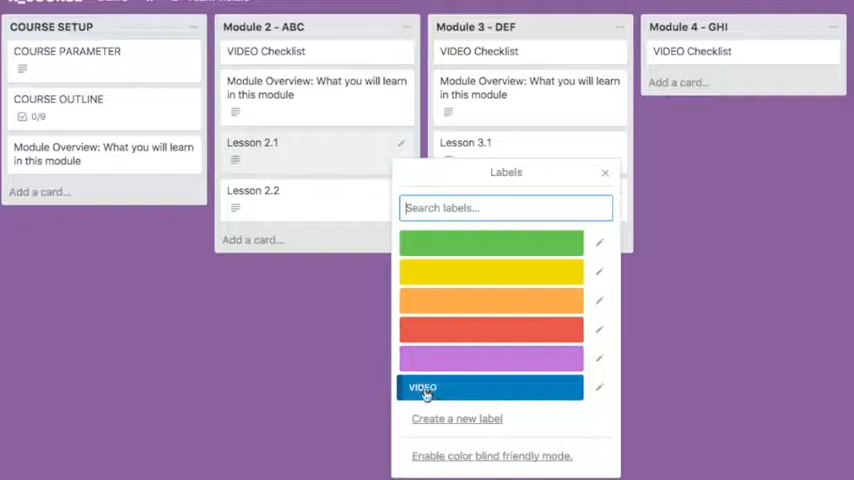 COURSE SETUP
COURSE PARAMETER
COURSE OUTLINE
0/9
Module Overview: What you will learn
in this module
Add a card...
Module 2 - ABC
VIDEO Checklist
Module Overview: What you will learn
in this module
Lesson 2.1
Lesson 2.2
Add a card...
Module 3 - DEF
VIDEO Checklist
Module Overview: What you will learn
in this module
Lesson 3.1
Module 4 - GHI
VIDEO Checklist
Add a card...
Labels
Search labels...
VIDEO
Create a new label
Enable color blind friendly mode.